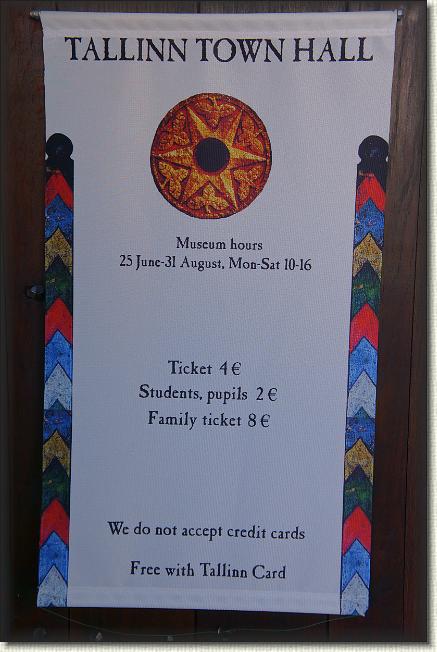 TALLINN TOWN HALL
Museum hours
25 June-31 August, Mon-Sat 10-16
Ticket 4 €
Students, pupils 2 €
Family ticket 8 €
We do not accept credit cards
Free with Tallinn Card